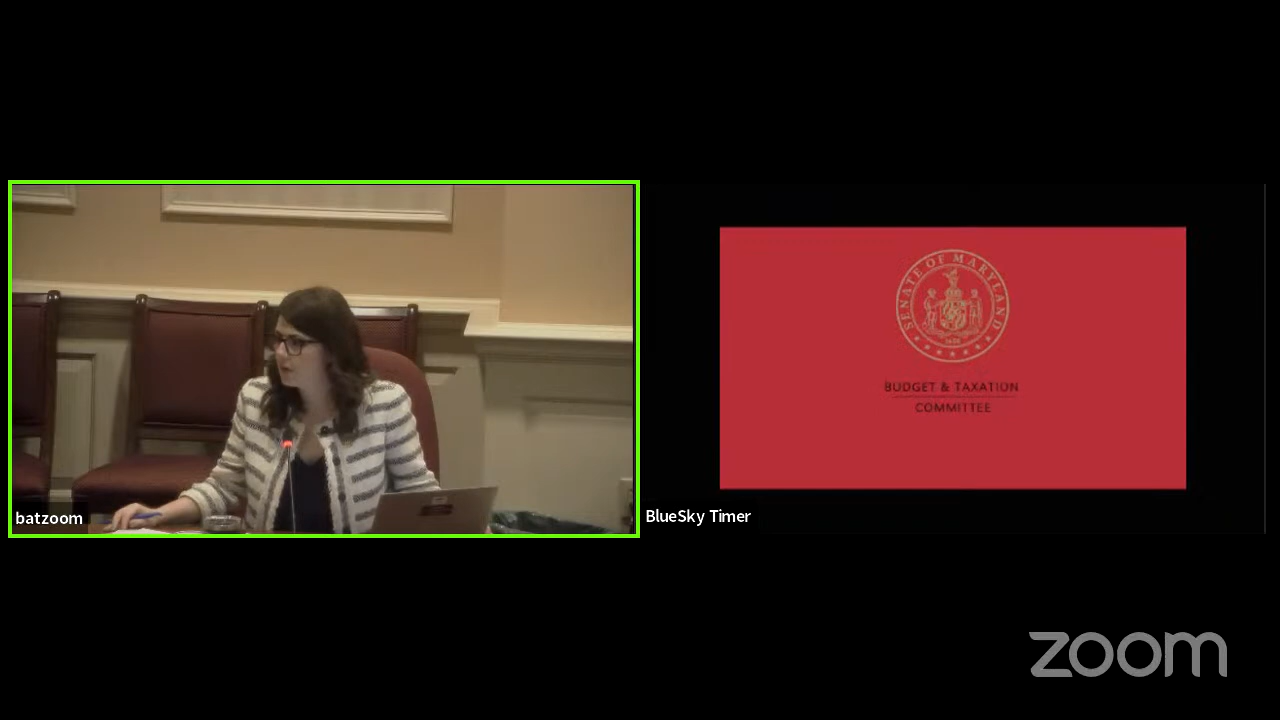 SENATE OF MARYLAND
BUDGET & TAXATION
COMMITTEE
batzoom
BlueSky Timer
zoom